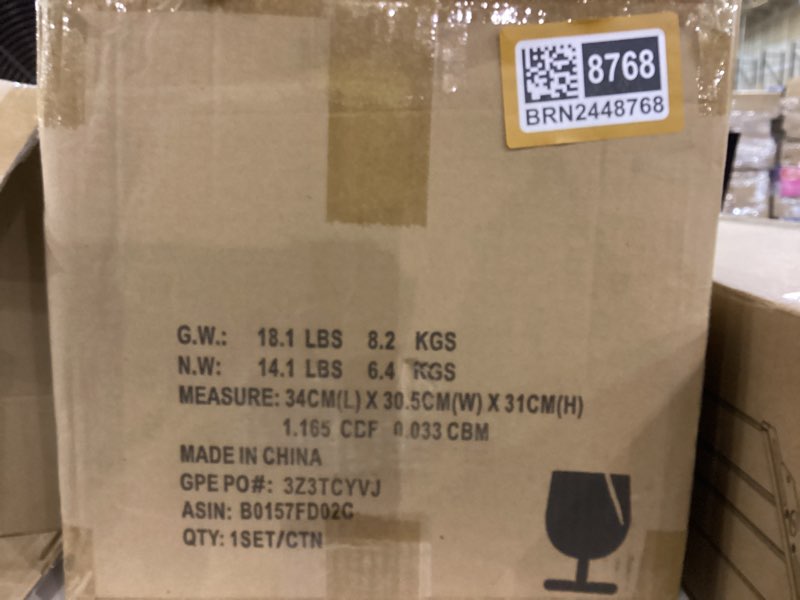 8768
BRN2448768
G.W.: 18.1 LBS 8.2 KGS
N.W: 14.1 LBS 6.4 KGS
MEASURE: 34CM(L) X 30.5CM(W) X 31CM(H)
1.165 CDF 0.033 CBM
MADE IN CHINA
GPE PO#: 3Z3TCYVJ
ASIN: B0157FD02C
QTY: 1SET/CTN